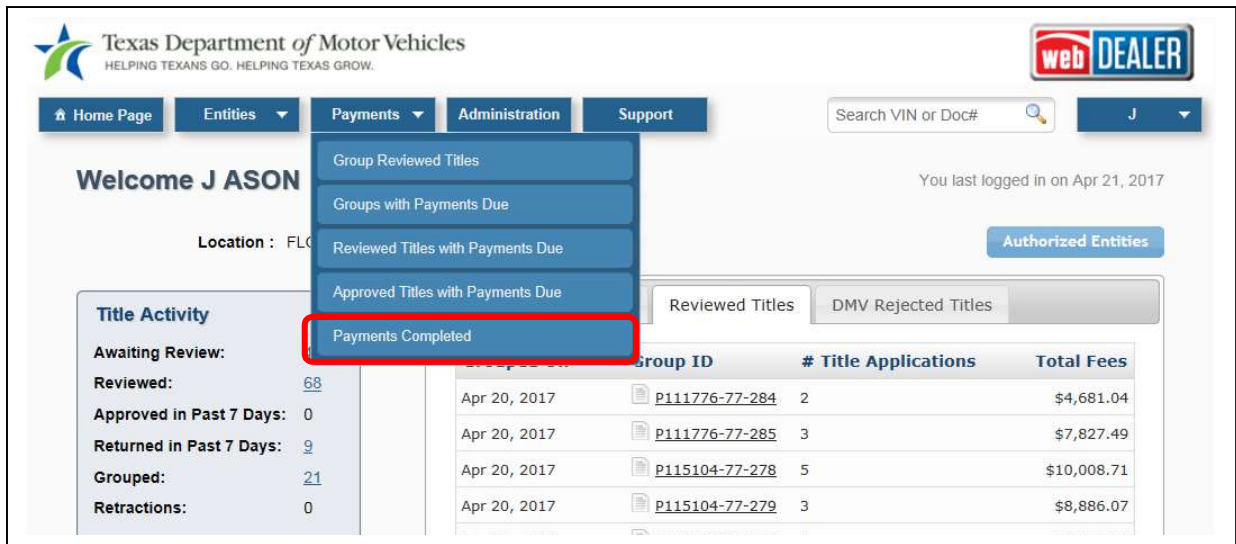 Texas Department of Motor Vehicles
HELPING TEXANS GO. HELPING TEXAS GROW.
web DEALER
Home Page Entities Payments Administration Support Search VIN or Doc# J
Group Reviewed Titles
Groups with Payments Due
Reviewed Titles with Payments Due
Approved Titles with Payments Due
Payments Completed
Welcome J ASON
You last logged in on Apr 21, 2017
Location :
Authorized Entities
Reviewed Titles DMV Rejected Titles
Title Activity
Awaiting Review:
Reviewed: 68
Approved in Past 7 Days: 0
Returned in Past 7 Days: 9
Grouped: 21
Retractions: 0
Group ID # Title Applications Total Fees
Apr 20, 2017 P111776-77-284 2 $4,681.04
Apr 20, 2017 P111776-77-285 3 $7,827.49
Apr 20, 2017 P115104-77-278 5 $10,008.71
Apr 20, 2017 P115104-77-279 3 $8,886.07